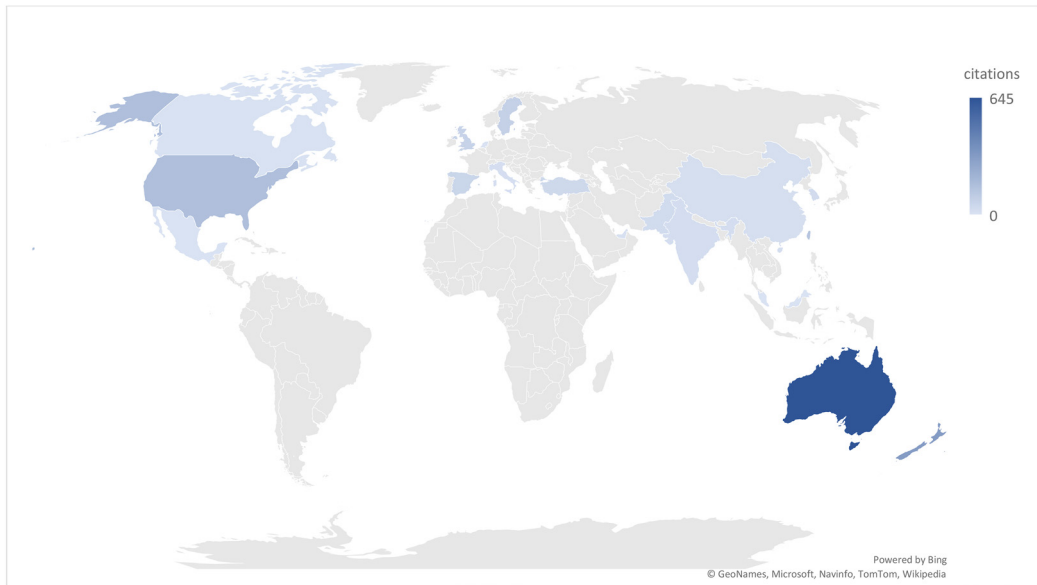 citations
645
0
Powered by Bing
© GeoNames, Microsoft, Navinfo, TomTom, Wikipedia